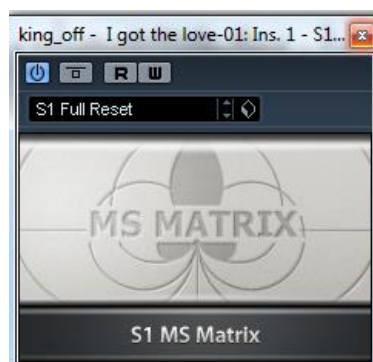 king_off - I got the love-01: Ins. 1 - S1...
R W
S1 Full Reset
MS MATRIX
S1 MS Matrix